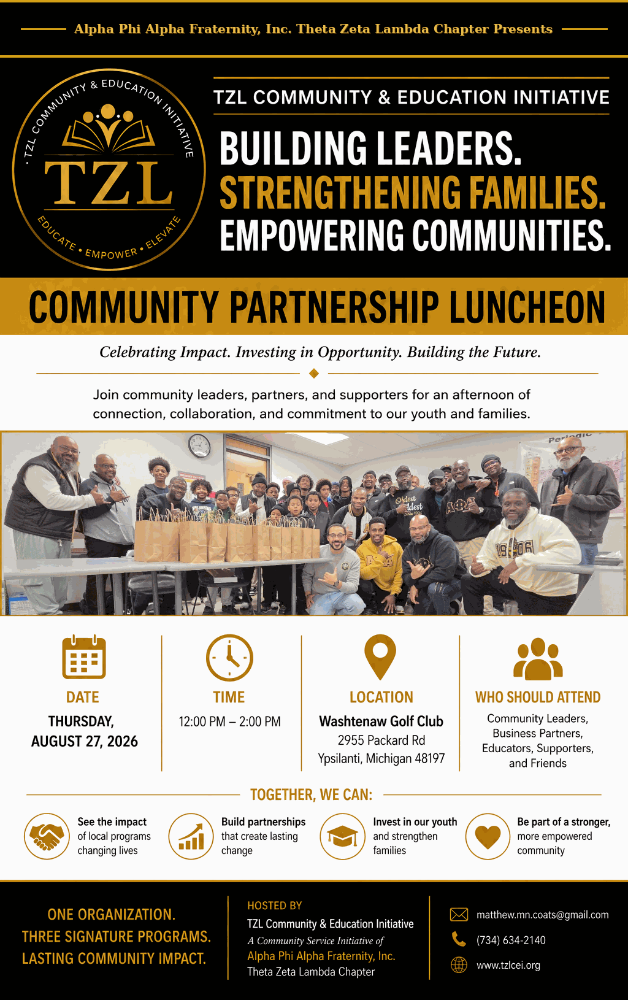 Alpha Phi Alpha Fraternity, Inc. Theta Zeta Lambda Chapter Presents
• TZL COMMUNITY & EDUCATION INITIATIVE
TZL
EDUCATE • EMPOWER • ELEVATE
TZL COMMUNITY & EDUCATION INITIATIVE
BUILDING LEADERS.
STRENGTHENING FAMILIES.
EMPOWERING COMMUNITIES.
COMMUNITY PARTNERSHIP LUNCHEON
Celebrating Impact. Investing in Opportunity. Building the Future.
Join community leaders, partners, and supporters for an afternoon of
connection, collaboration, and commitment to our youth and families.
Periodic
Oldest
ldest
ΑΦΑ
1906
DATE
THURSDAY,
AUGUST 27, 2026
TIME
12:00 PM – 2:00 PM
LOCATION
Washtenaw Golf Club
2955 Packard Rd
Ypsilanti, Michigan 48197
WHO SHOULD ATTEND
Community Leaders,
Business Partners,
Educators, Supporters,
and Friends
TOGETHER, WE CAN:
See the impact
of local programs
changing lives
Build partnerships
that create lasting
change
Invest in our youth
and strengthen
families
Be part of a stronger,
more empowered
community
ONE ORGANIZATION.
THREE SIGNATURE PROGRAMS.
LASTING COMMUNITY IMPACT.
HOSTED BY
TZL Community & Education Initiative
A Community Service Initiative of
Alpha Phi Alpha Fraternity, Inc.
Theta Zeta Lambda Chapter
matthew.mn.coats@gmail.com
(734) 634-2140
www.tzlcei.org